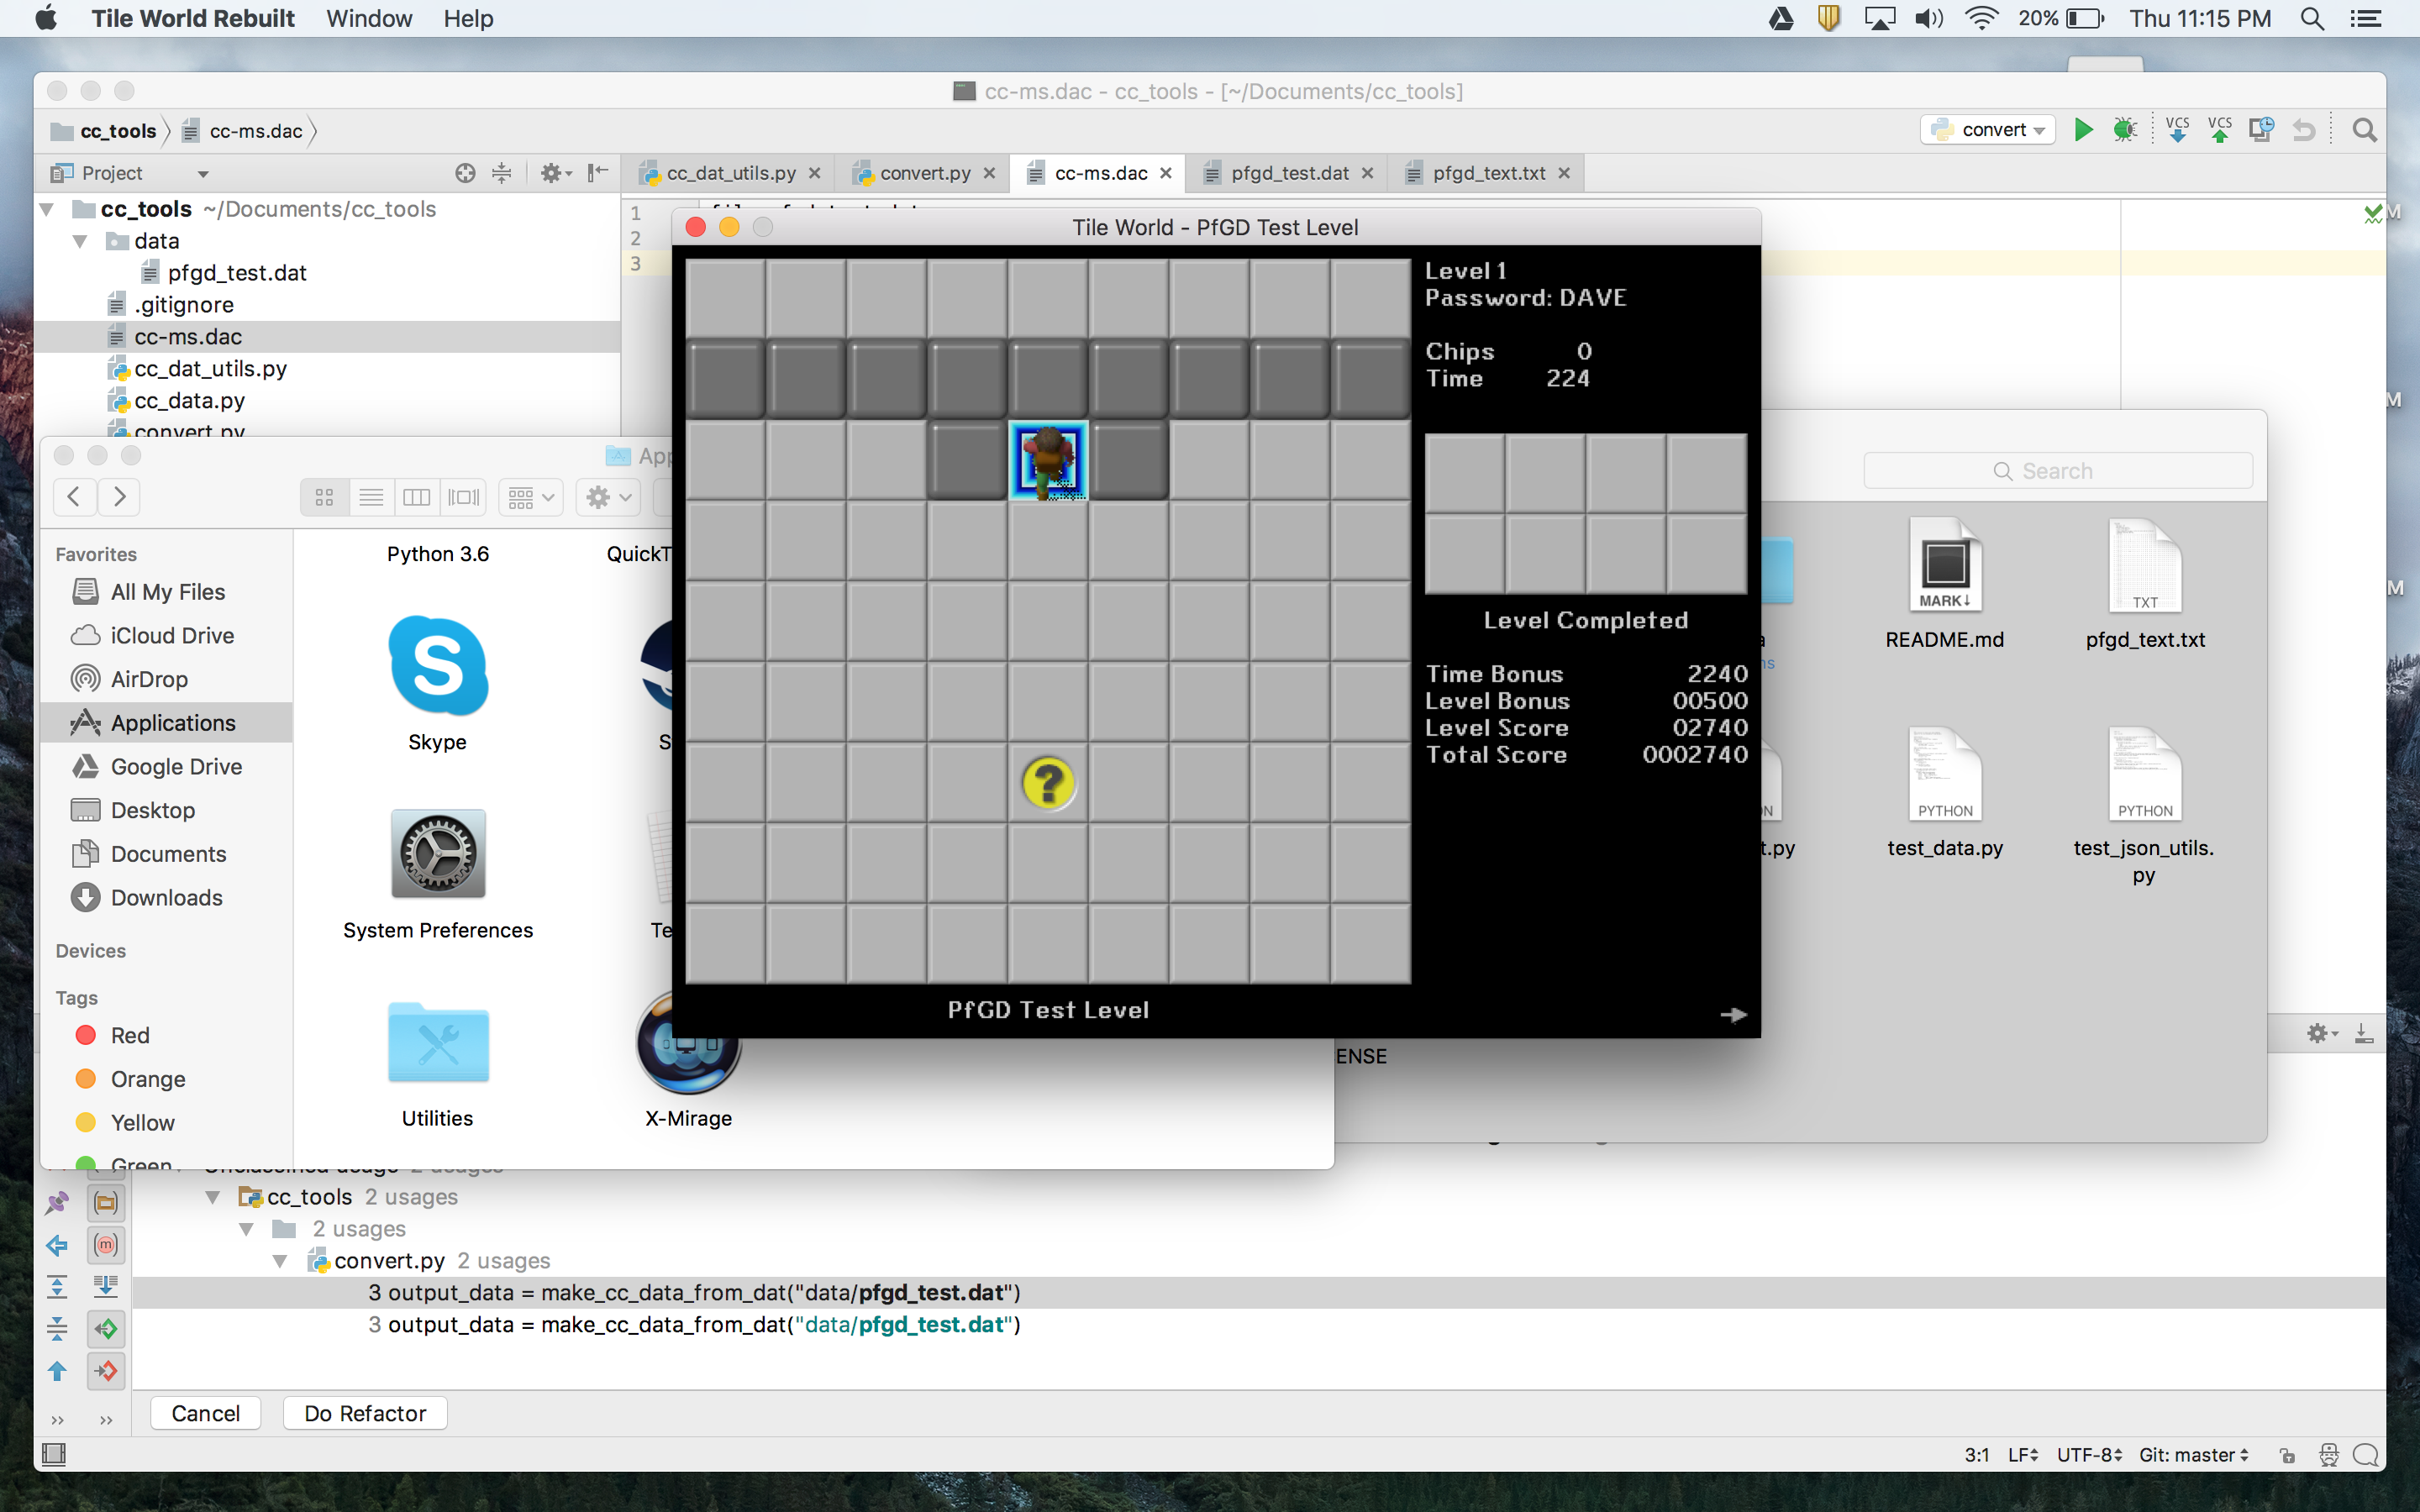 Tile World Rebuilt Window Help 20% Thu 11:15 PM
cc-ms.dac - cc_tools - [~/Documents/cc_tools]
cc_tools cc-ms.dac convert VCS VCS
Project cc_dat_utils.py convert.py cc-ms.dac pfgd_test.dat pfgd_text.txt
cc_tools ~/Documents/cc_tools
data
pfgd_test.dat
.gitignore
cc-ms.dac
cc_dat_utils.py
cc_data.py
convert.py
1
2
3
Tile World - PfGD Test Level
Level 1
Password: DAVE
Chips 0
Time 224
Level Completed
Time Bonus 2240
Level Bonus 00500
Level Score 02740
Total Score 0002740
?
PfGD Test Level
Favorites
All My Files
iCloud Drive
AirDrop
Applications
Google Drive
Desktop
Documents
Downloads
Devices
Tags
Red
Orange
Yellow
Green
Python 3.6
Skype
System Preferences
Utilities
X-Mirage
Search
MARK↓
README.md
TXT
pfgd_text.txt
PYTHON
test_data.py
PYTHON
test_json_utils.
py
ENSE
cc_tools 2 usages
2 usages
convert.py 2 usages
3 output_data = make_cc_data_from_dat("data/pfgd_test.dat")
3 output_data = make_cc_data_from_dat("data/pfgd_test.dat")
Cancel Do Refactor
3:1 LF UTF-8 Git: master